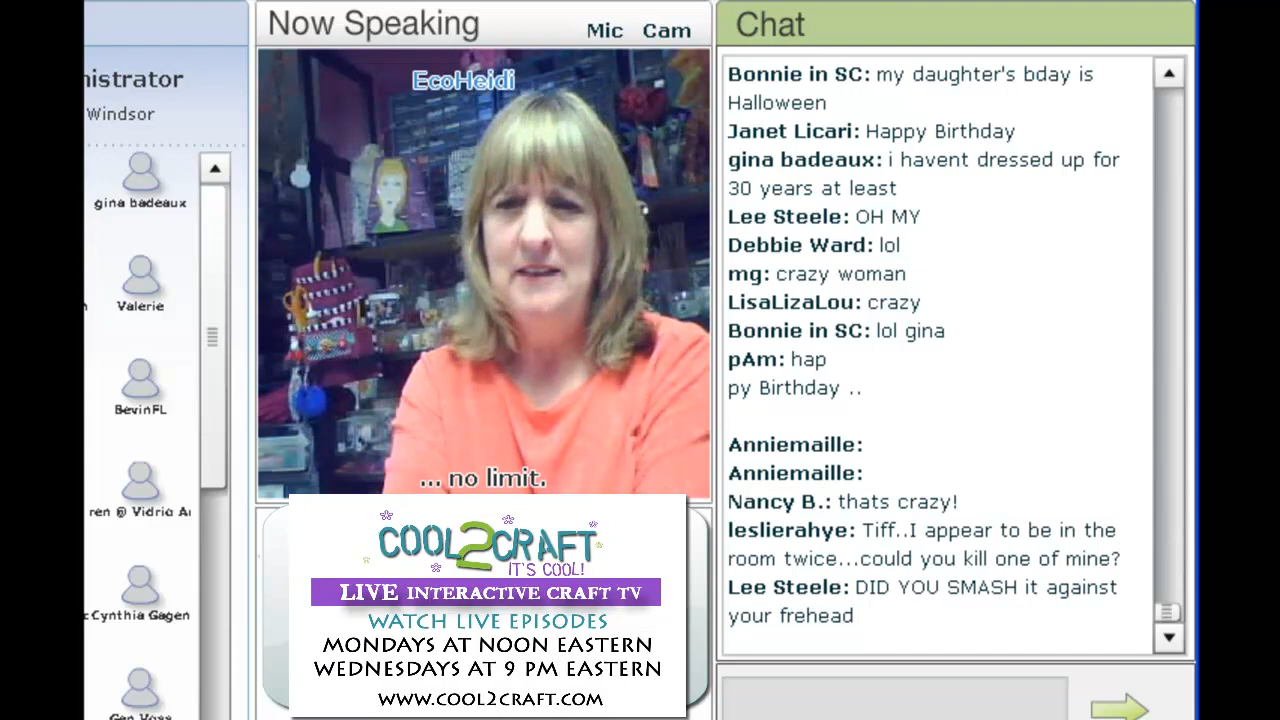 nistrator
Windsor
gina badeaux
Valerie
BevinFL
ren @ Vidrio Ar
Cynthia Gagen
Gen Voss
Now Speaking
Mic Cam
EcoHeidi
... no limit.
COOL2CRAFT
IT'S COOL!
LIVE INTERACTIVE CRAFT TV
WATCH LIVE EPISODES
MONDAYS AT NOON EASTERN
WEDNESDAYS AT 9 PM EASTERN
WWW.COOL2CRAFT.COM
Chat
Bonnie in SC: my daughter's bday is
Halloween
Janet Licari: Happy Birthday
gina badeaux: i havent dressed up for
30 years at least
Lee Steele: OH MY
Debbie Ward: lol
mg: crazy woman
LisaLizaLou: crazy
Bonnie in SC: lol gina
pAm: hap
py Birthday ..
Anniemaille:
Anniemaille:
Nancy B.: thats crazy!
leslierahye: Tiff..I appear to be in the
room twice...could you kill one of mine?
Lee Steele: DID YOU SMASH it against
your frehead